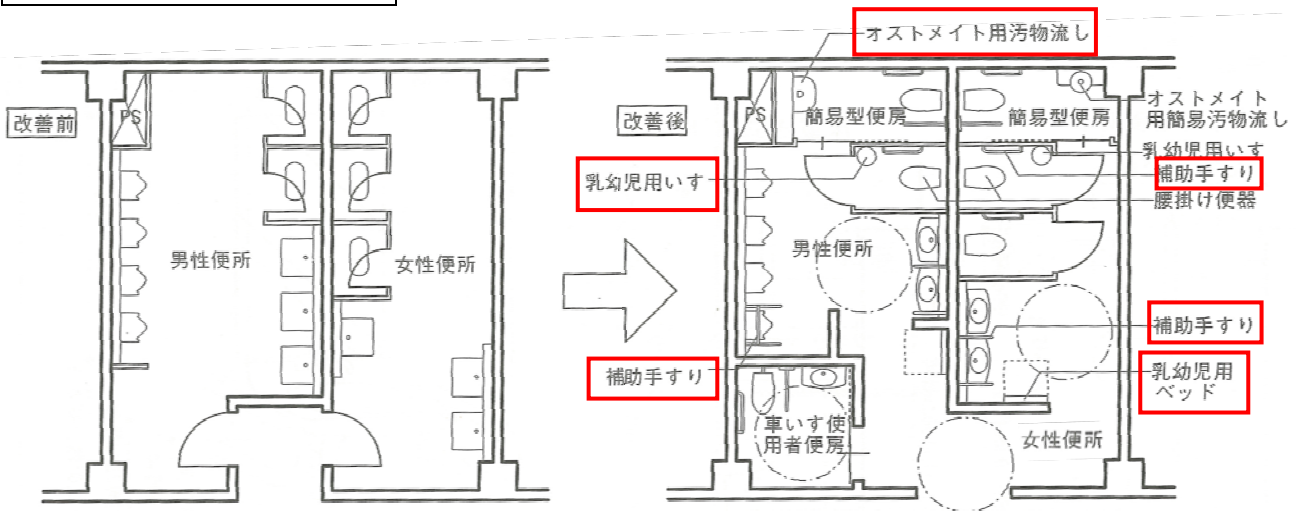 オストメイト用汚物流し
改善前
PS
男性便所
女性便所
改善後
PS
簡易型便房
簡易型便房
オストメイト
用簡易汚物流し
乳幼児用いす
乳幼児用いす
補助手すり
腰掛け便器
男性便所
補助手すり
補助手すり
乳幼児用
ベッド
車いす使
用者便房
女性便所